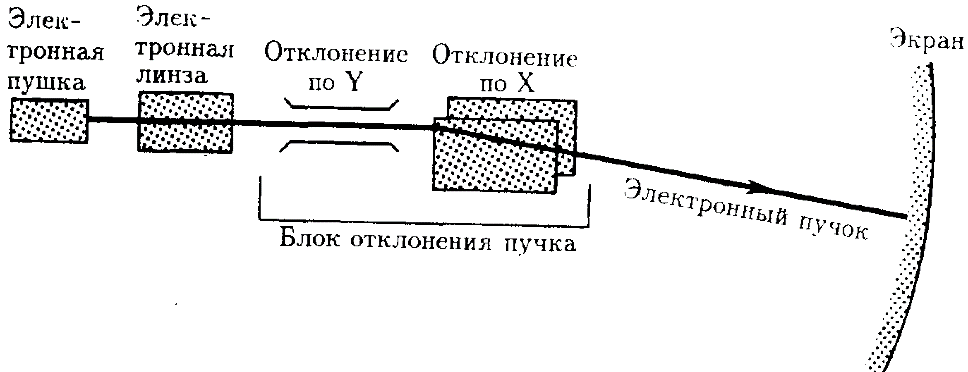 Элек-
тронная
пушка
Элек-
тронная
линза
Отклонение
по Y
Отклонение
по X
Экран
Электронный пучок
Блок отклонения пучка